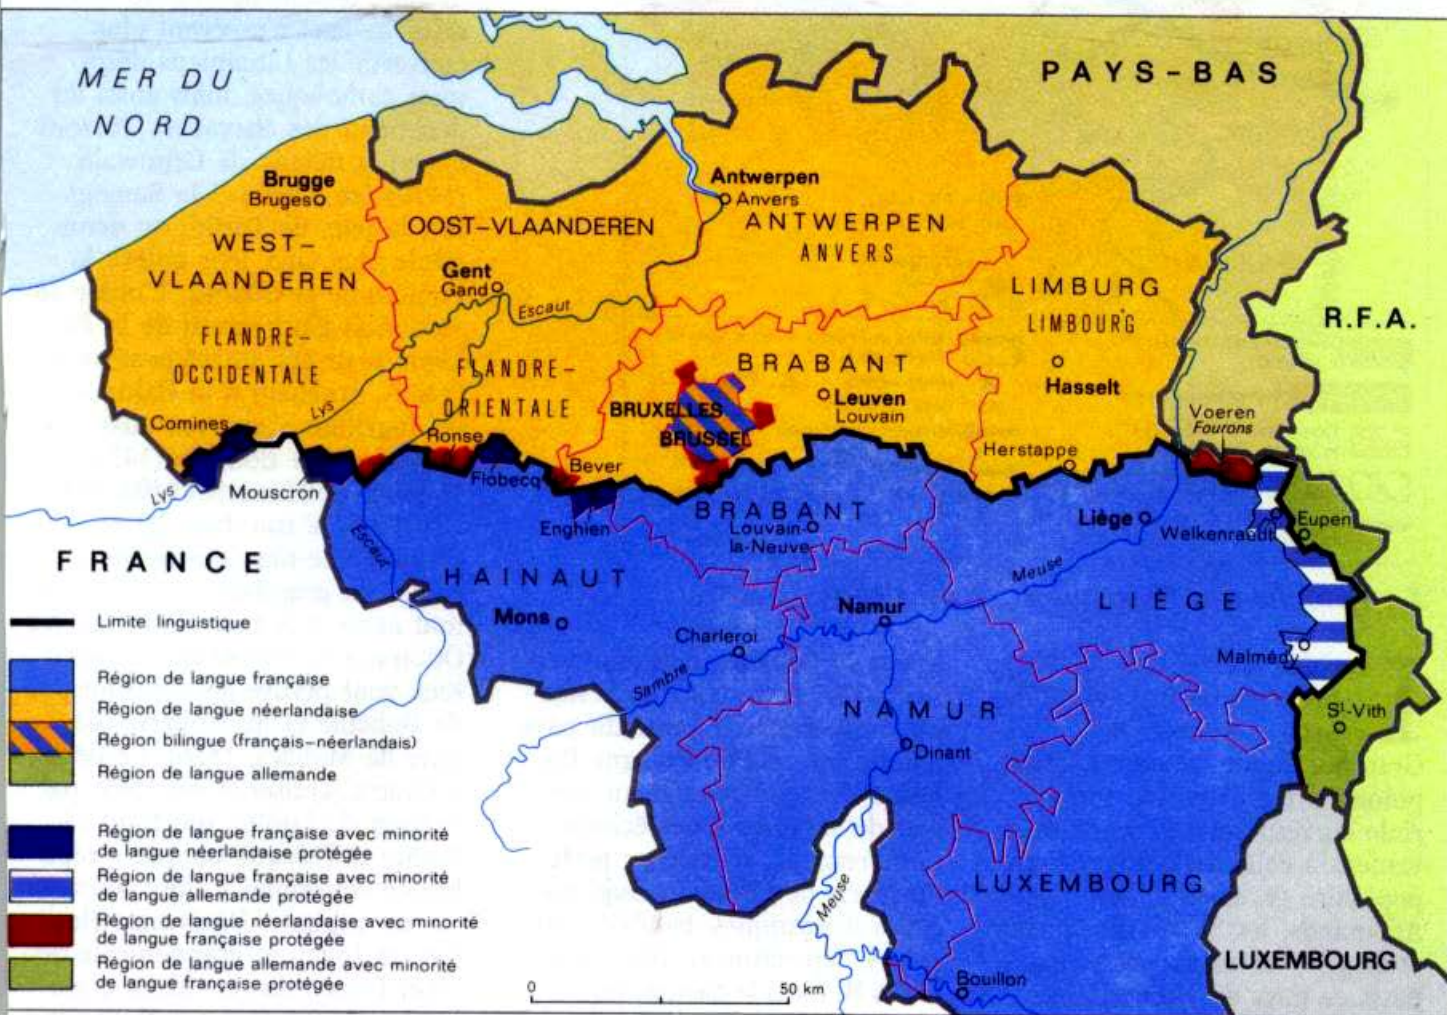 MER DU
NORD
PAYS-BAS
Brugge
Bruges
Antwerpen
Anvers
OOST-VLAANDEREN
ANTWERPEN
ANVERS
WEST-
VLAANDEREN
Gent
Gand
Escaut
LIMBURG
LIMBOURG
R.F.A.
FLANDRE-
OCCIDENTALE
FLANDRE-
ORIENTALE
BRABANT
Hasselt
Leuven
Louvain
BRUXELLES
BRUSSEL
Lys
Comines
Ronse
Voeren
Fourons
Herstappe
Bever
Flobecq
Lys
Mouscron
Enghien
BRABANT
Louvain-
la-Neuve
Liège
Welkenraedt
Eupen
Escaut
FRANCE
HAINAUT
Meuse
LIÈGE
Mons
Namur
Charleroi
Malmédy
Sambre
NAMUR
St-Vith
Dinant
LUXEMBOURG
Meuse
Bouillon
LUXEMBOURG
Limite linguistique
Région de langue française
Région de langue néerlandaise
Région bilingue (français-néerlandais)
Région de langue allemande
Région de langue française avec minorité
de langue néerlandaise protégée
Région de langue française avec minorité
de langue allemande protégée
Région de langue néerlandaise avec minorité
de langue française protégée
Région de langue allemande avec minorité
de langue française protégée
0 50 km